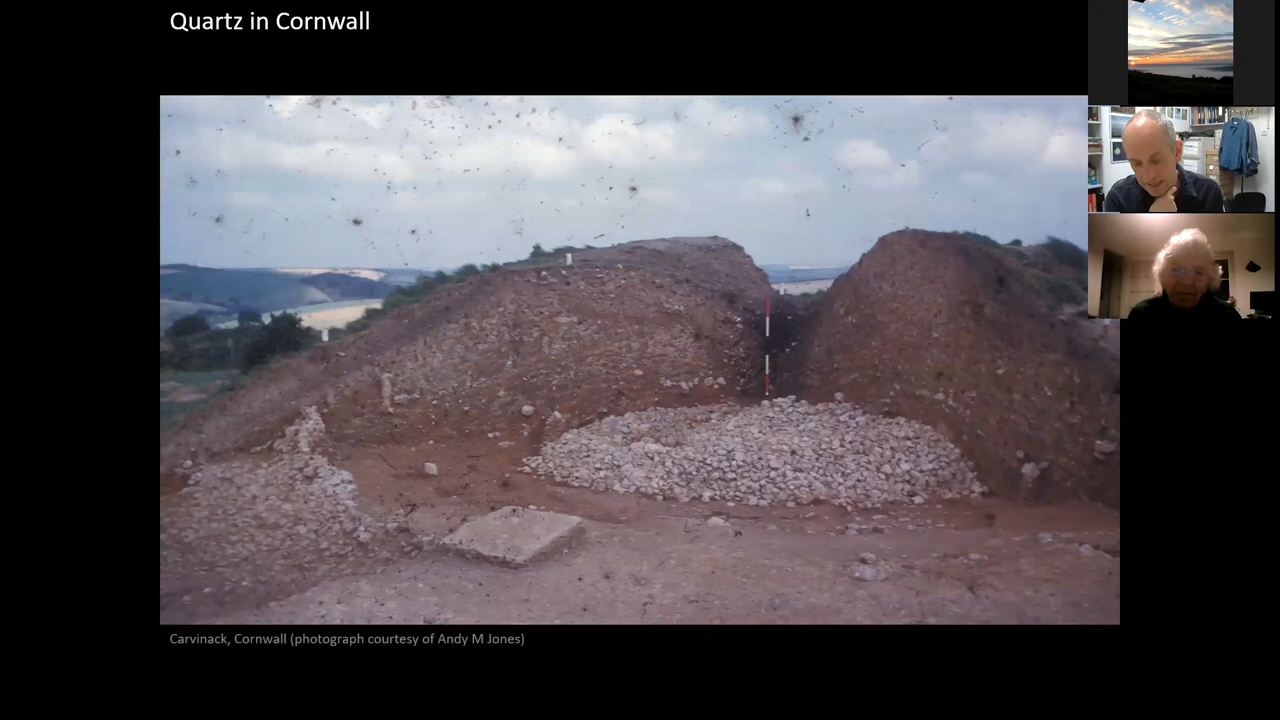 Quartz in Cornwall
Carvinack, Cornwall (photograph courtesy of Andy M Jones)